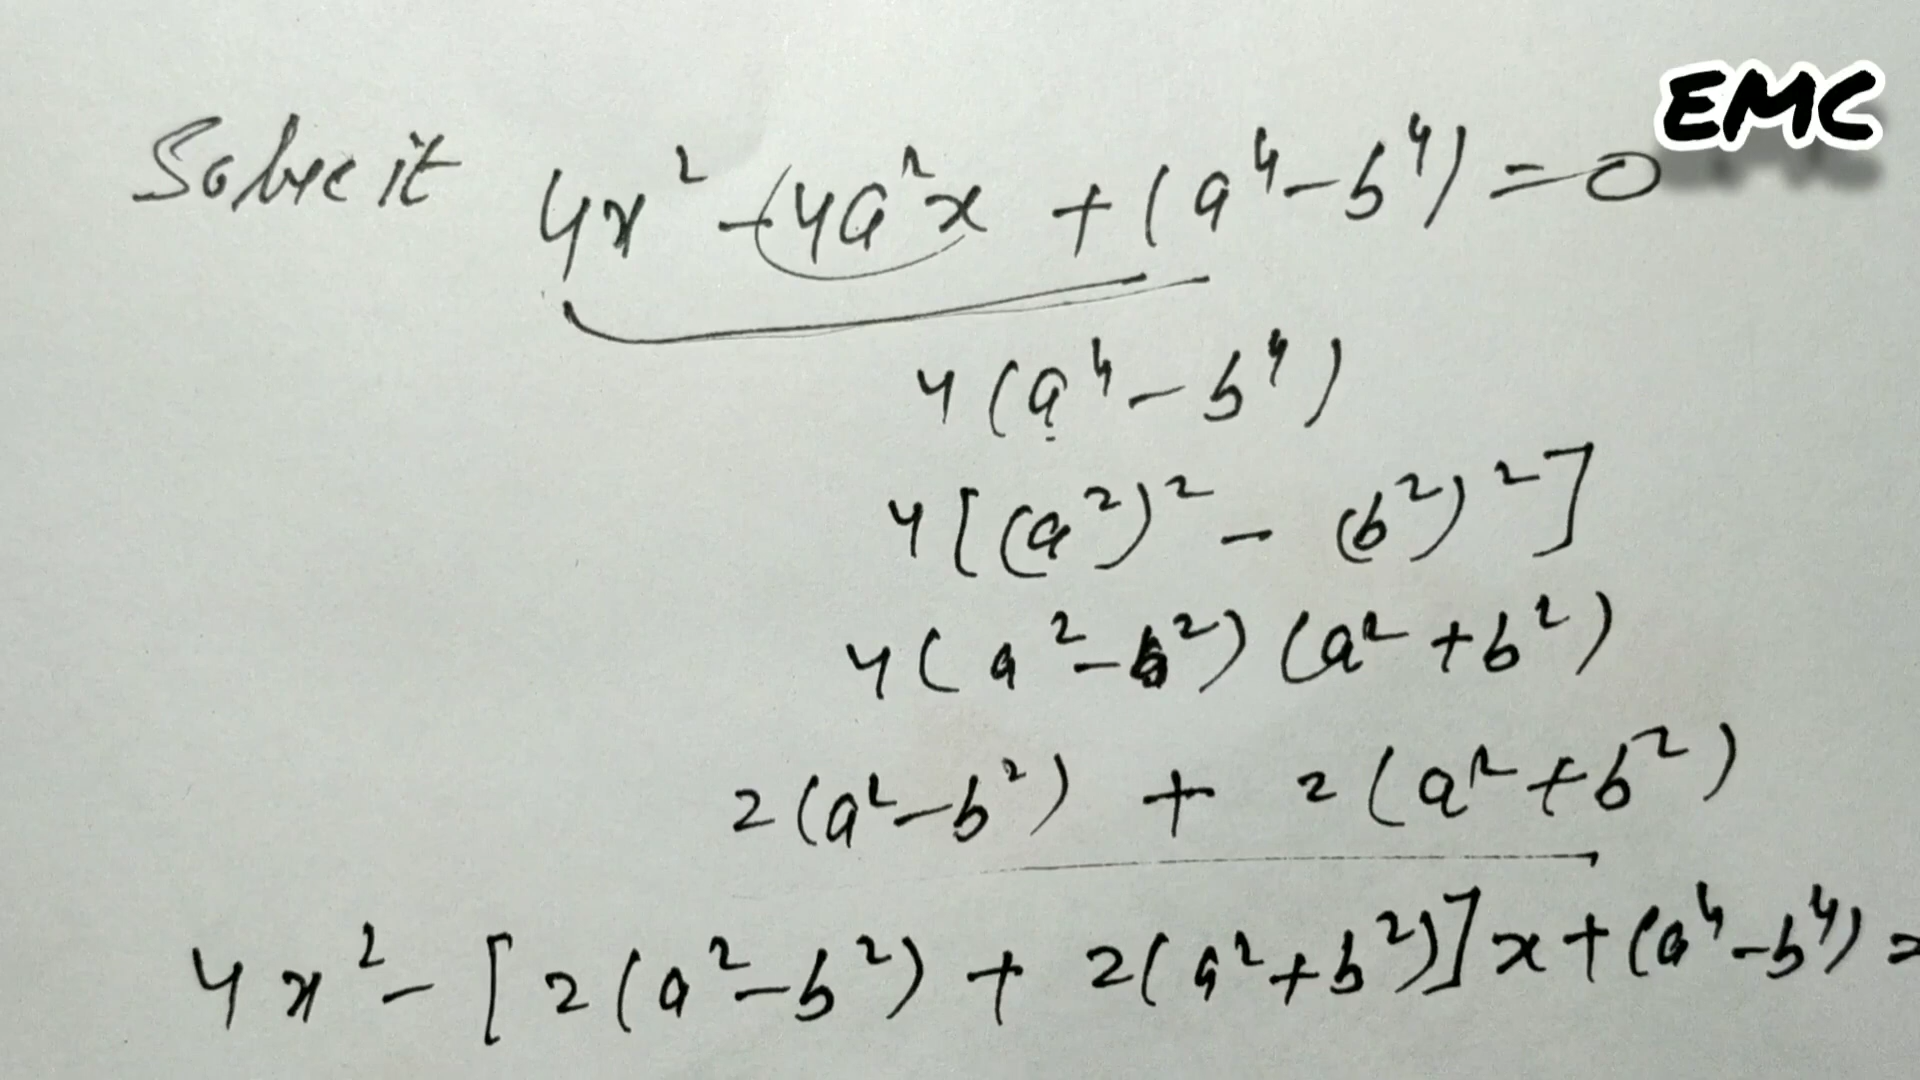 EMC
Solve it 4x² - 4a²x + (a⁴ - b⁴) = 0
4(a⁴ - b⁴)
4[(a²)² - (b²)²]
4(a² - b²)(a² + b²)
2(a² - b²) + 2(a² + b²)
4x² - [2(a² - b²) + 2(a² + b²)]x + (a⁴ - b⁴) =